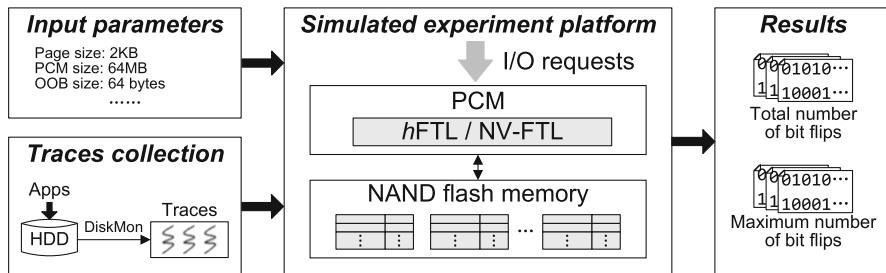 Input parameters
Page size: 2KB
PCM size: 64MB
OOB size: 64 bytes
......
Traces collection
Apps
HDD
DiskMon
Traces
Simulated experiment platform
I/O requests
PCM
hFTL / NV-FTL
NAND flash memory
...
Results
01010...
10001...
Total number
of bit flips
01010...
10001...
Maximum number
of bit flips